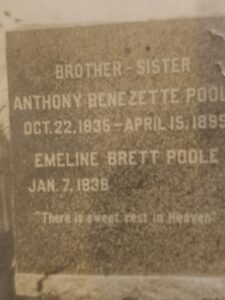 BROTHER – SISTER
ANTHONY BENEZETTE POOL
OCT. 22, 1835 – APRIL 15, 1899
EMELINE BRETT POOLE
JAN. 7, 1838
"There is sweet rest in Heaven"